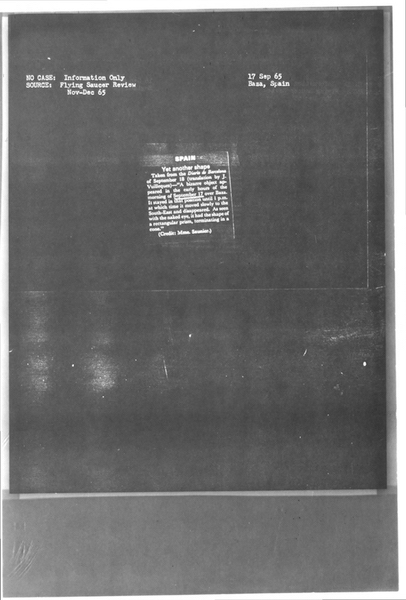 NO CASE: Information Only
SOURCE: Flying Saucer Review
Nov-Dec 65
17 Sep 65
Baza, Spain
SPAIN
Yet another shape
Taken from the Diario de Barcelona
of September 18 (translation by J.
Vuillequez)—"A bizarre object ap-
peared in the early hours of the
morning of September 17 over Baza.
It stayed in this position until 1 p.m.
at which time it moved slowly to the
South-East and disappeared. As seen
with the naked eye, it had the shape of
a rectangular prism, terminating in a
cone."
(Credit: Mme. Saunier.)